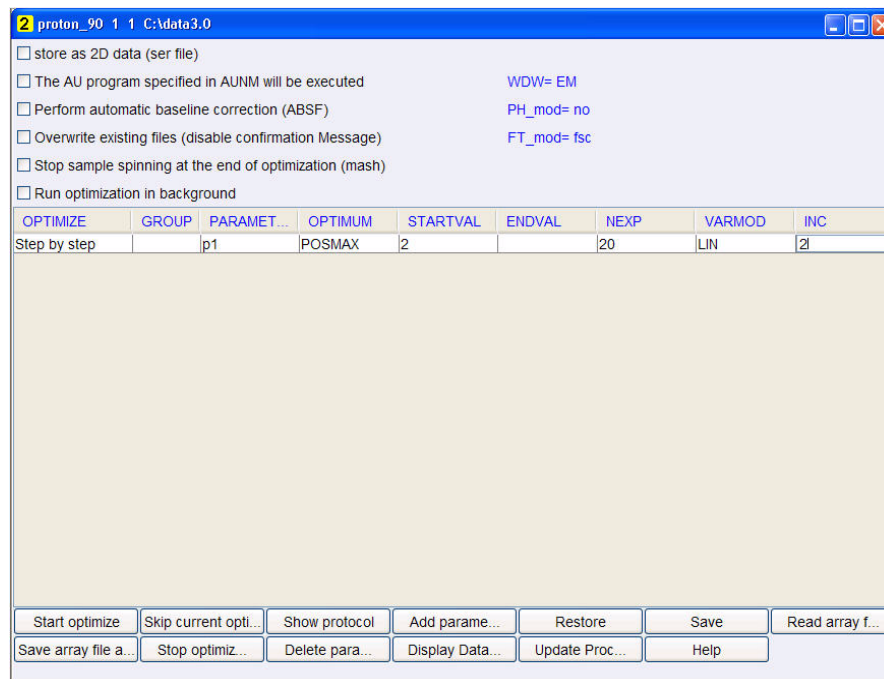 2 proton_90 1 1 C:\data3.0
store as 2D data (ser file)
The AU program specified in AUNM will be executed WDW= EM
Perform automatic baseline correction (ABSF) PH_mod= no
Overwrite existing files (disable confirmation Message) FT_mod= fsc
Stop sample spinning at the end of optimization (mash)
Run optimization in background
OPTIMIZE GROUP PARAMET... OPTIMUM STARTVAL ENDVAL NEXP VARMOD INC
Step by step p1 POSMAX 2 20 LIN 2
Start optimize Skip current opti... Show protocol Add parame... Restore Save Read array f...
Save array file a... Stop optimiz... Delete para... Display Data... Update Proc... Help